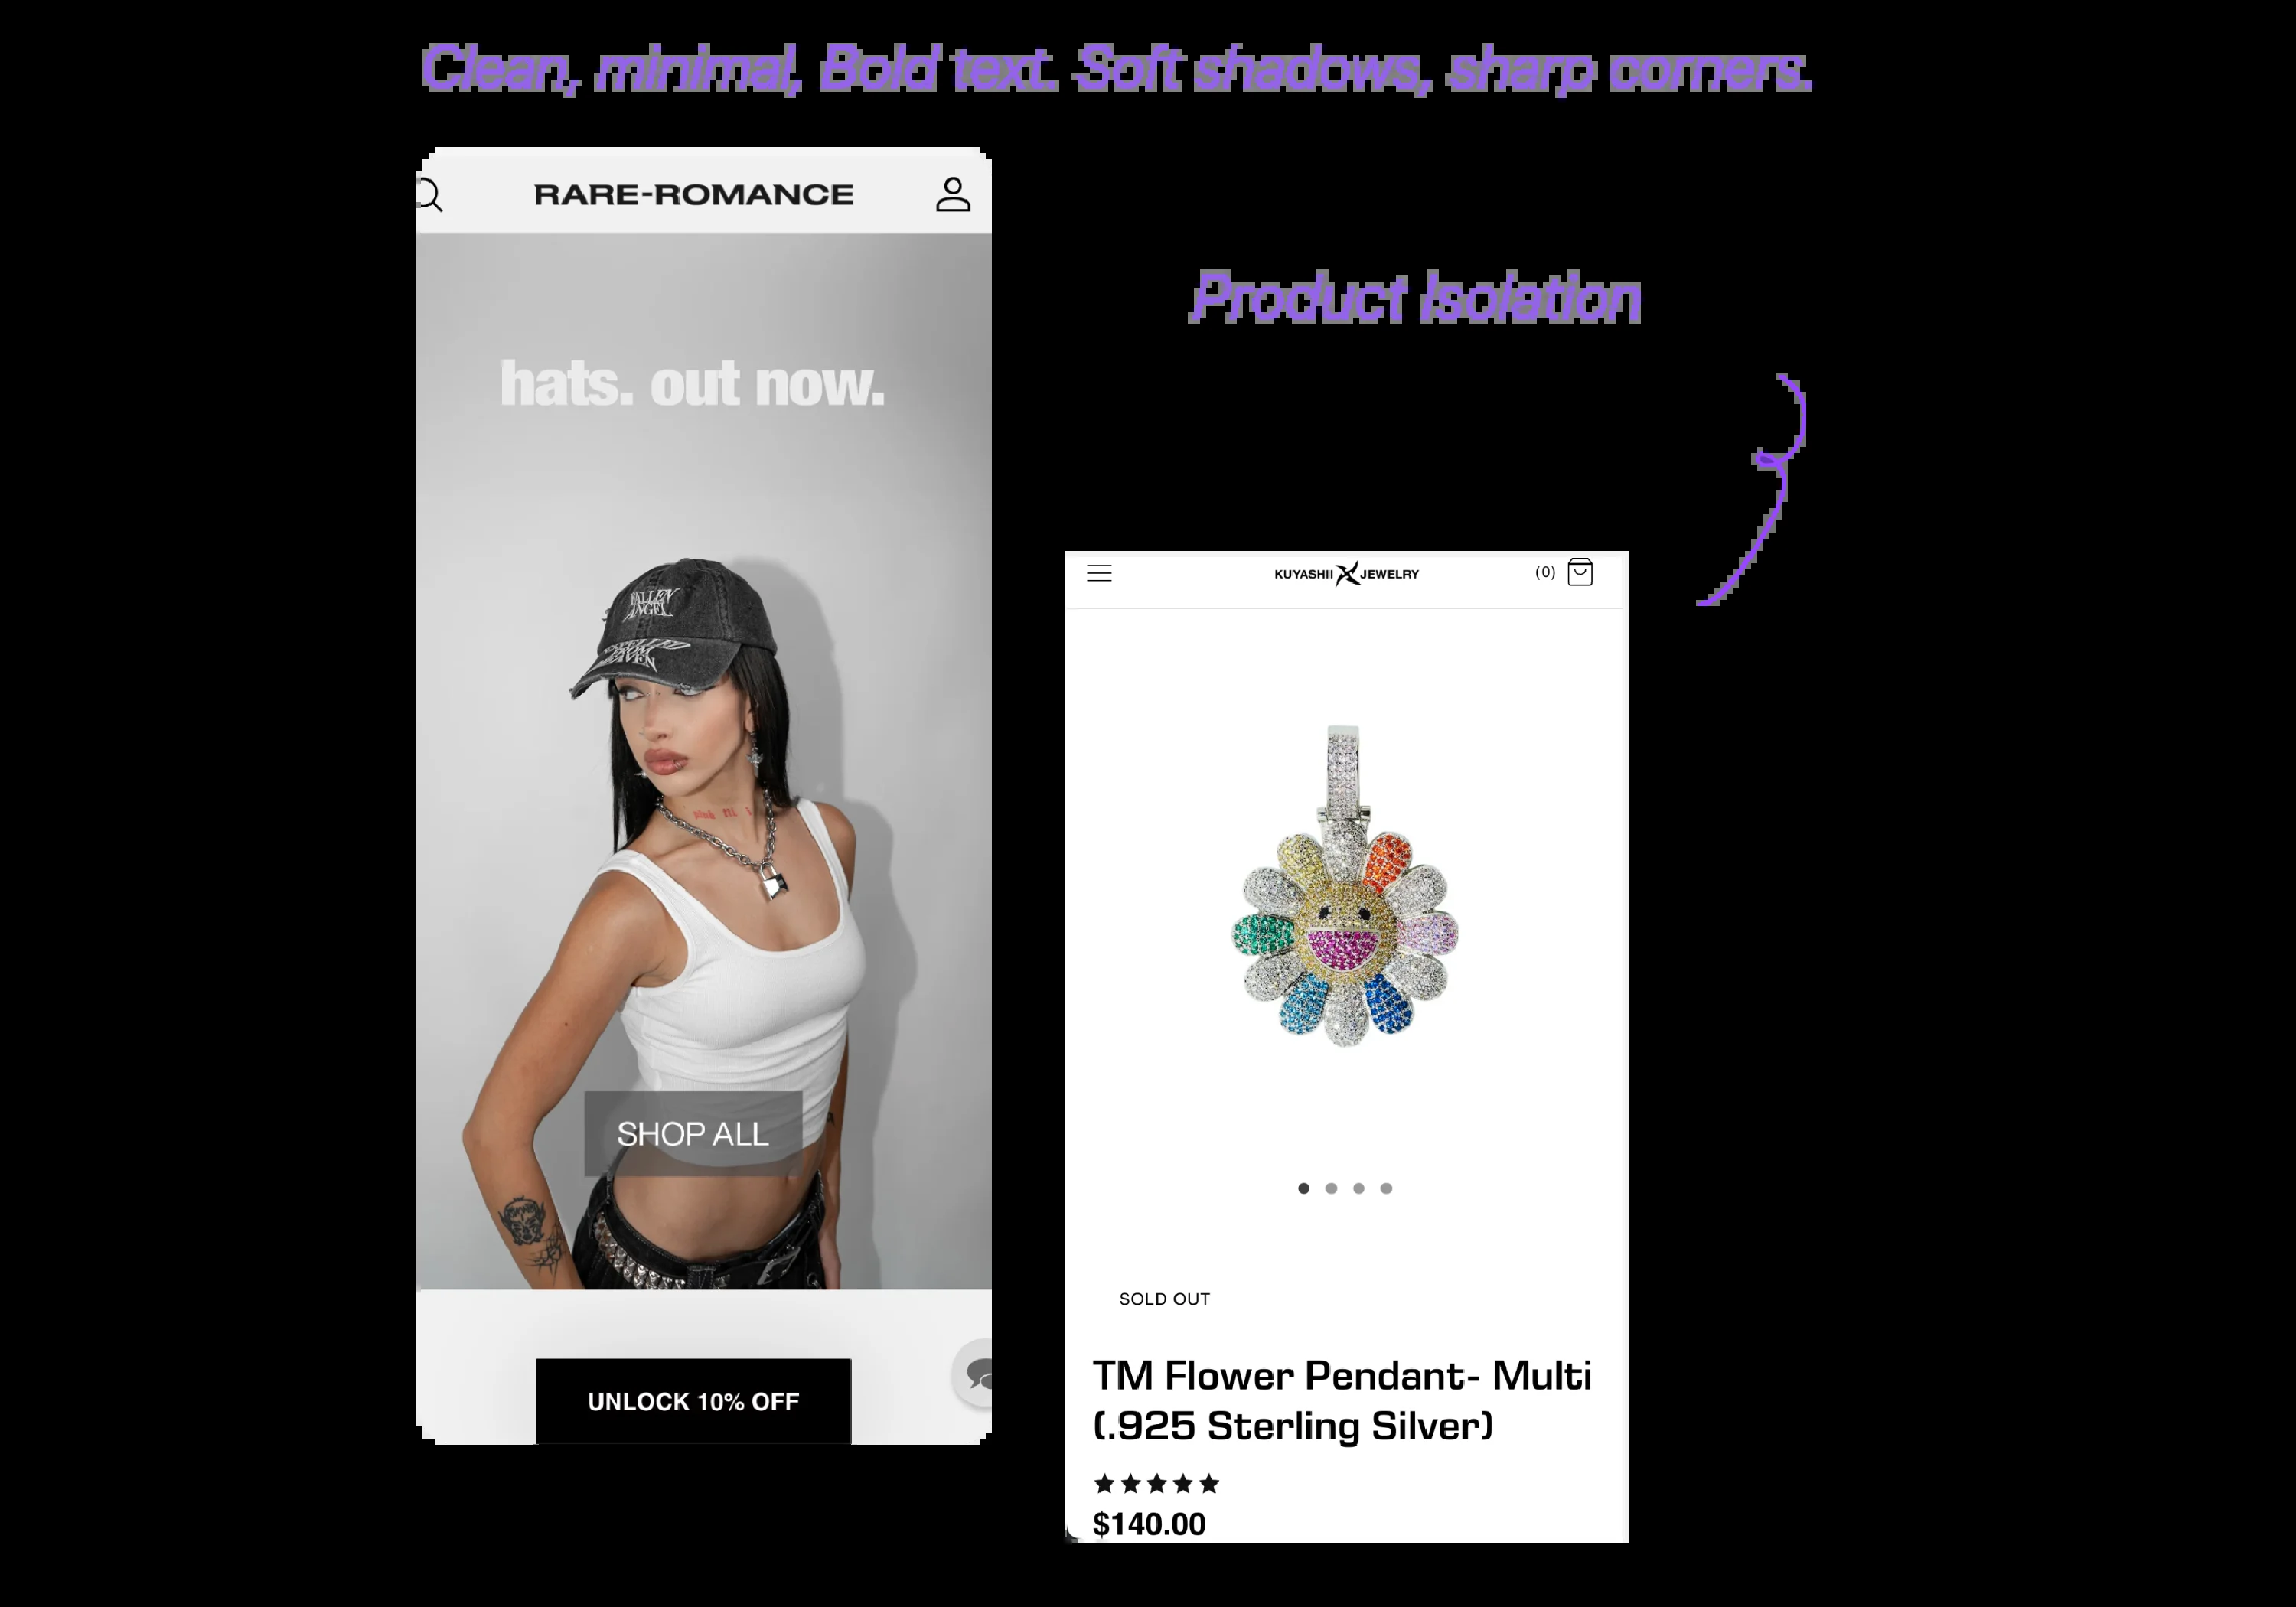 Clean, minimal, Bold text. Soft shadows, sharp corners.
RARE-ROMANCE
hats. out now.
FALLEN
ANGEL
SHOP ALL
UNLOCK 10% OFF
Product Isolation
KUYASHII JEWELRY
(0)
SOLD OUT
TM Flower Pendant- Multi
(.925 Sterling Silver)
$140.00